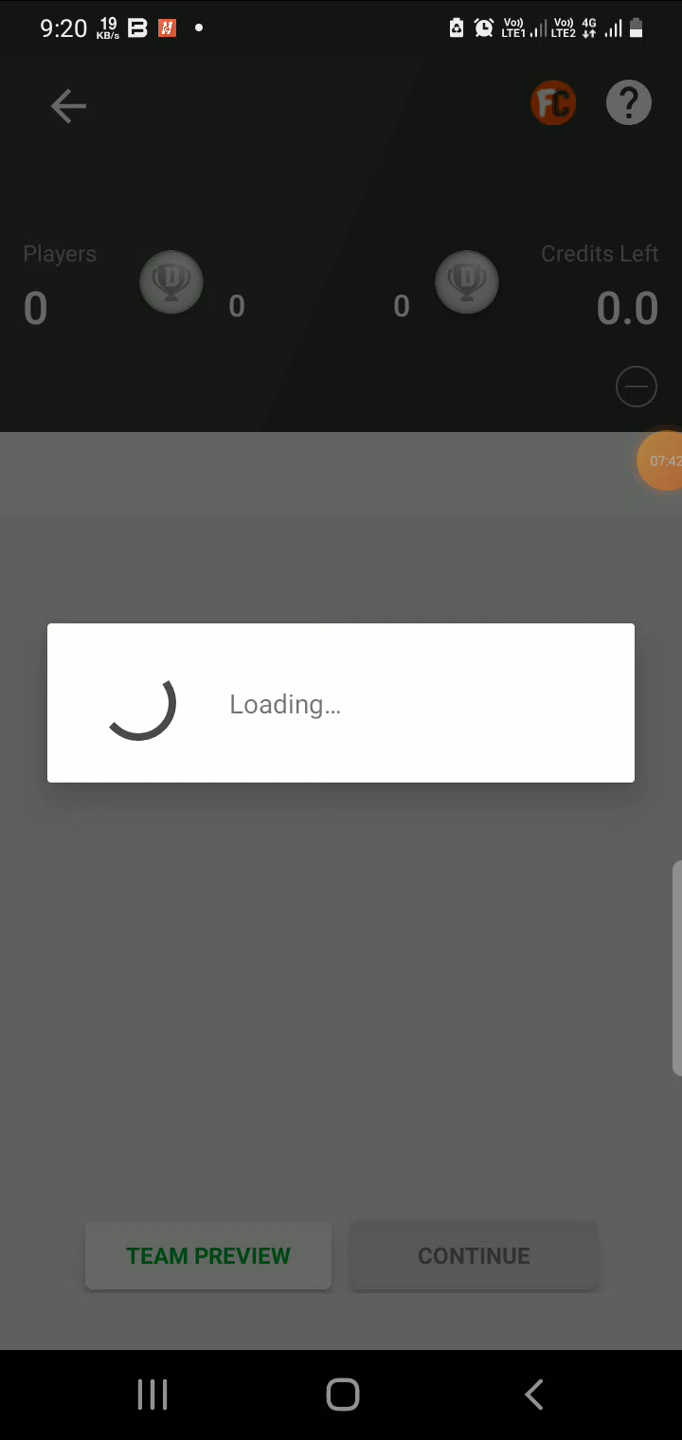 9:20 19 KB/s Vo) LTE1 Vo) LTE2 4G
FC ?
Players Credits Left
0 D 0 0 D 0.0
07:42
Loading...
TEAM PREVIEW CONTINUE